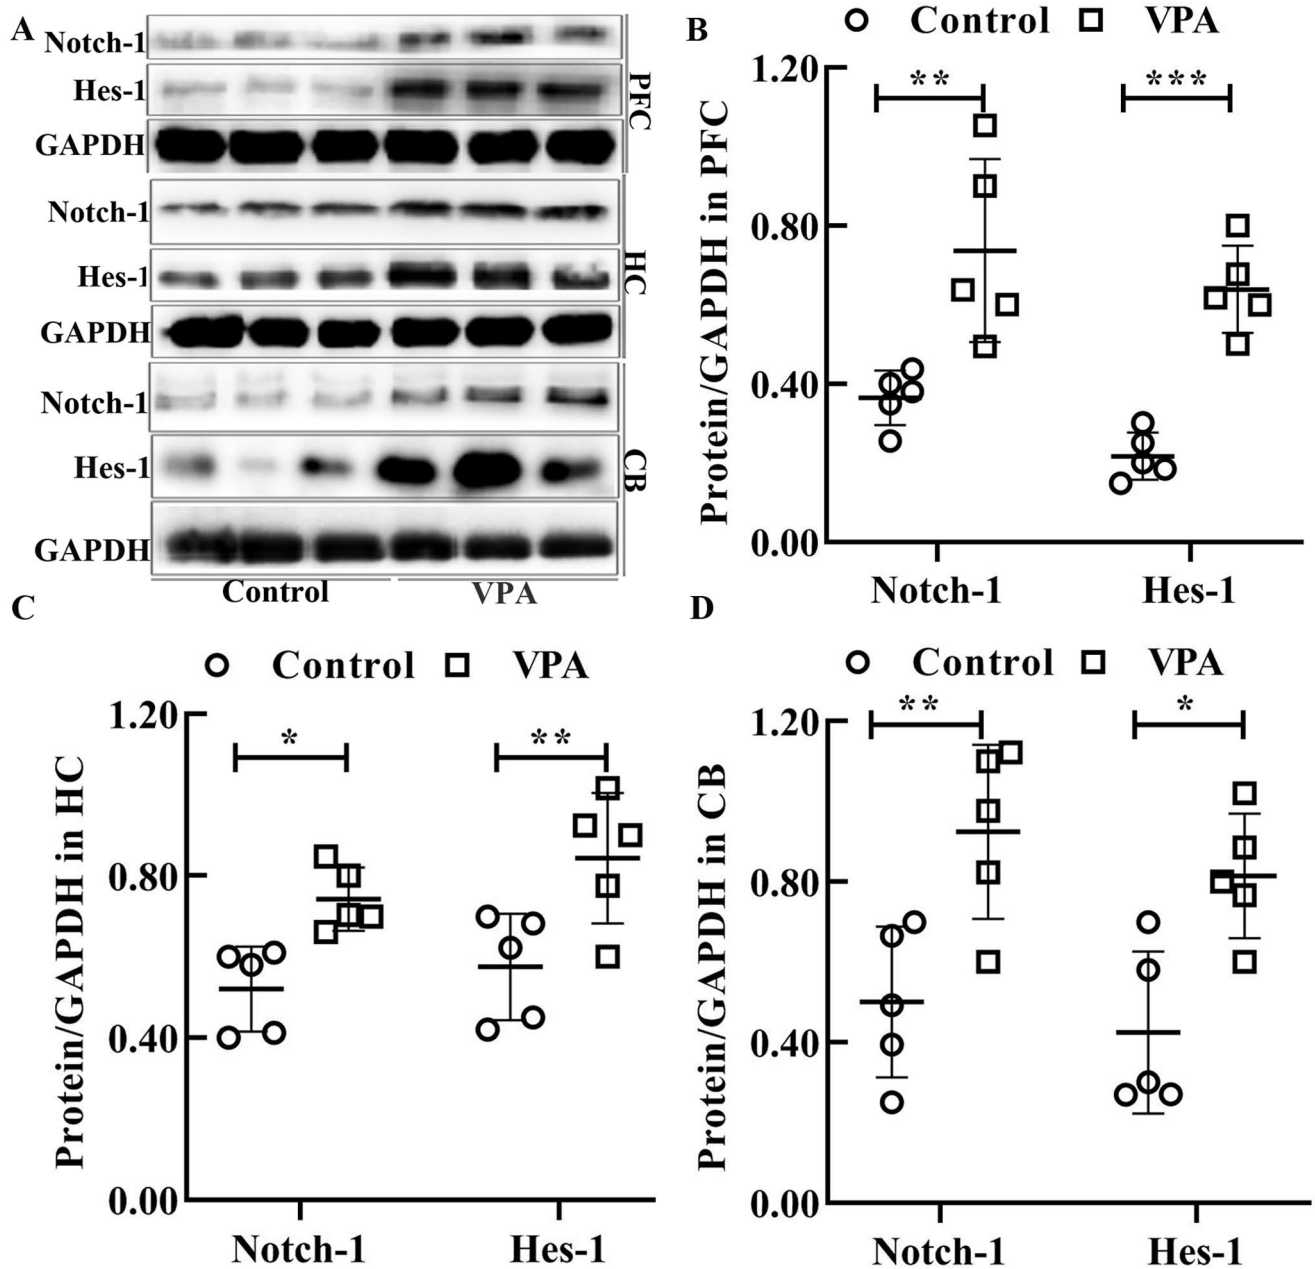 A
Notch-1
Hes-1
GAPDH
PFC
Notch-1
Hes-1
GAPDH
HC
Notch-1
Hes-1
GAPDH
CB
Control VPA
B
Control VPA
Protein/GAPDH in PFC
1.20
0.80
0.40
0.00
** ***
Notch-1 Hes-1
C
Control VPA
Protein/GAPDH in HC
1.20
0.80
0.40
0.00
* **
Notch-1 Hes-1
D
Control VPA
Protein/GAPDH in CB
1.20
0.80
0.40
0.00
** *
Notch-1 Hes-1